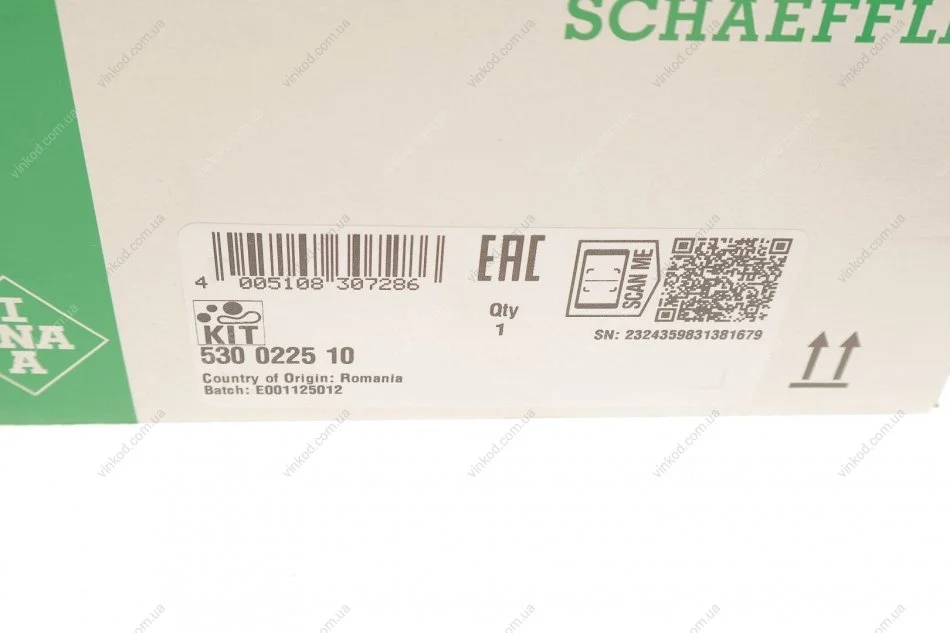 SCHAEFFL
I
NA
A
EAC
SCAN ME
4 005108 307286
Qty
1
SN: 2324359831381679
KIT
530 0225 10
Country of Origin: Romania
Batch: E001125012
vinkod.com.ua